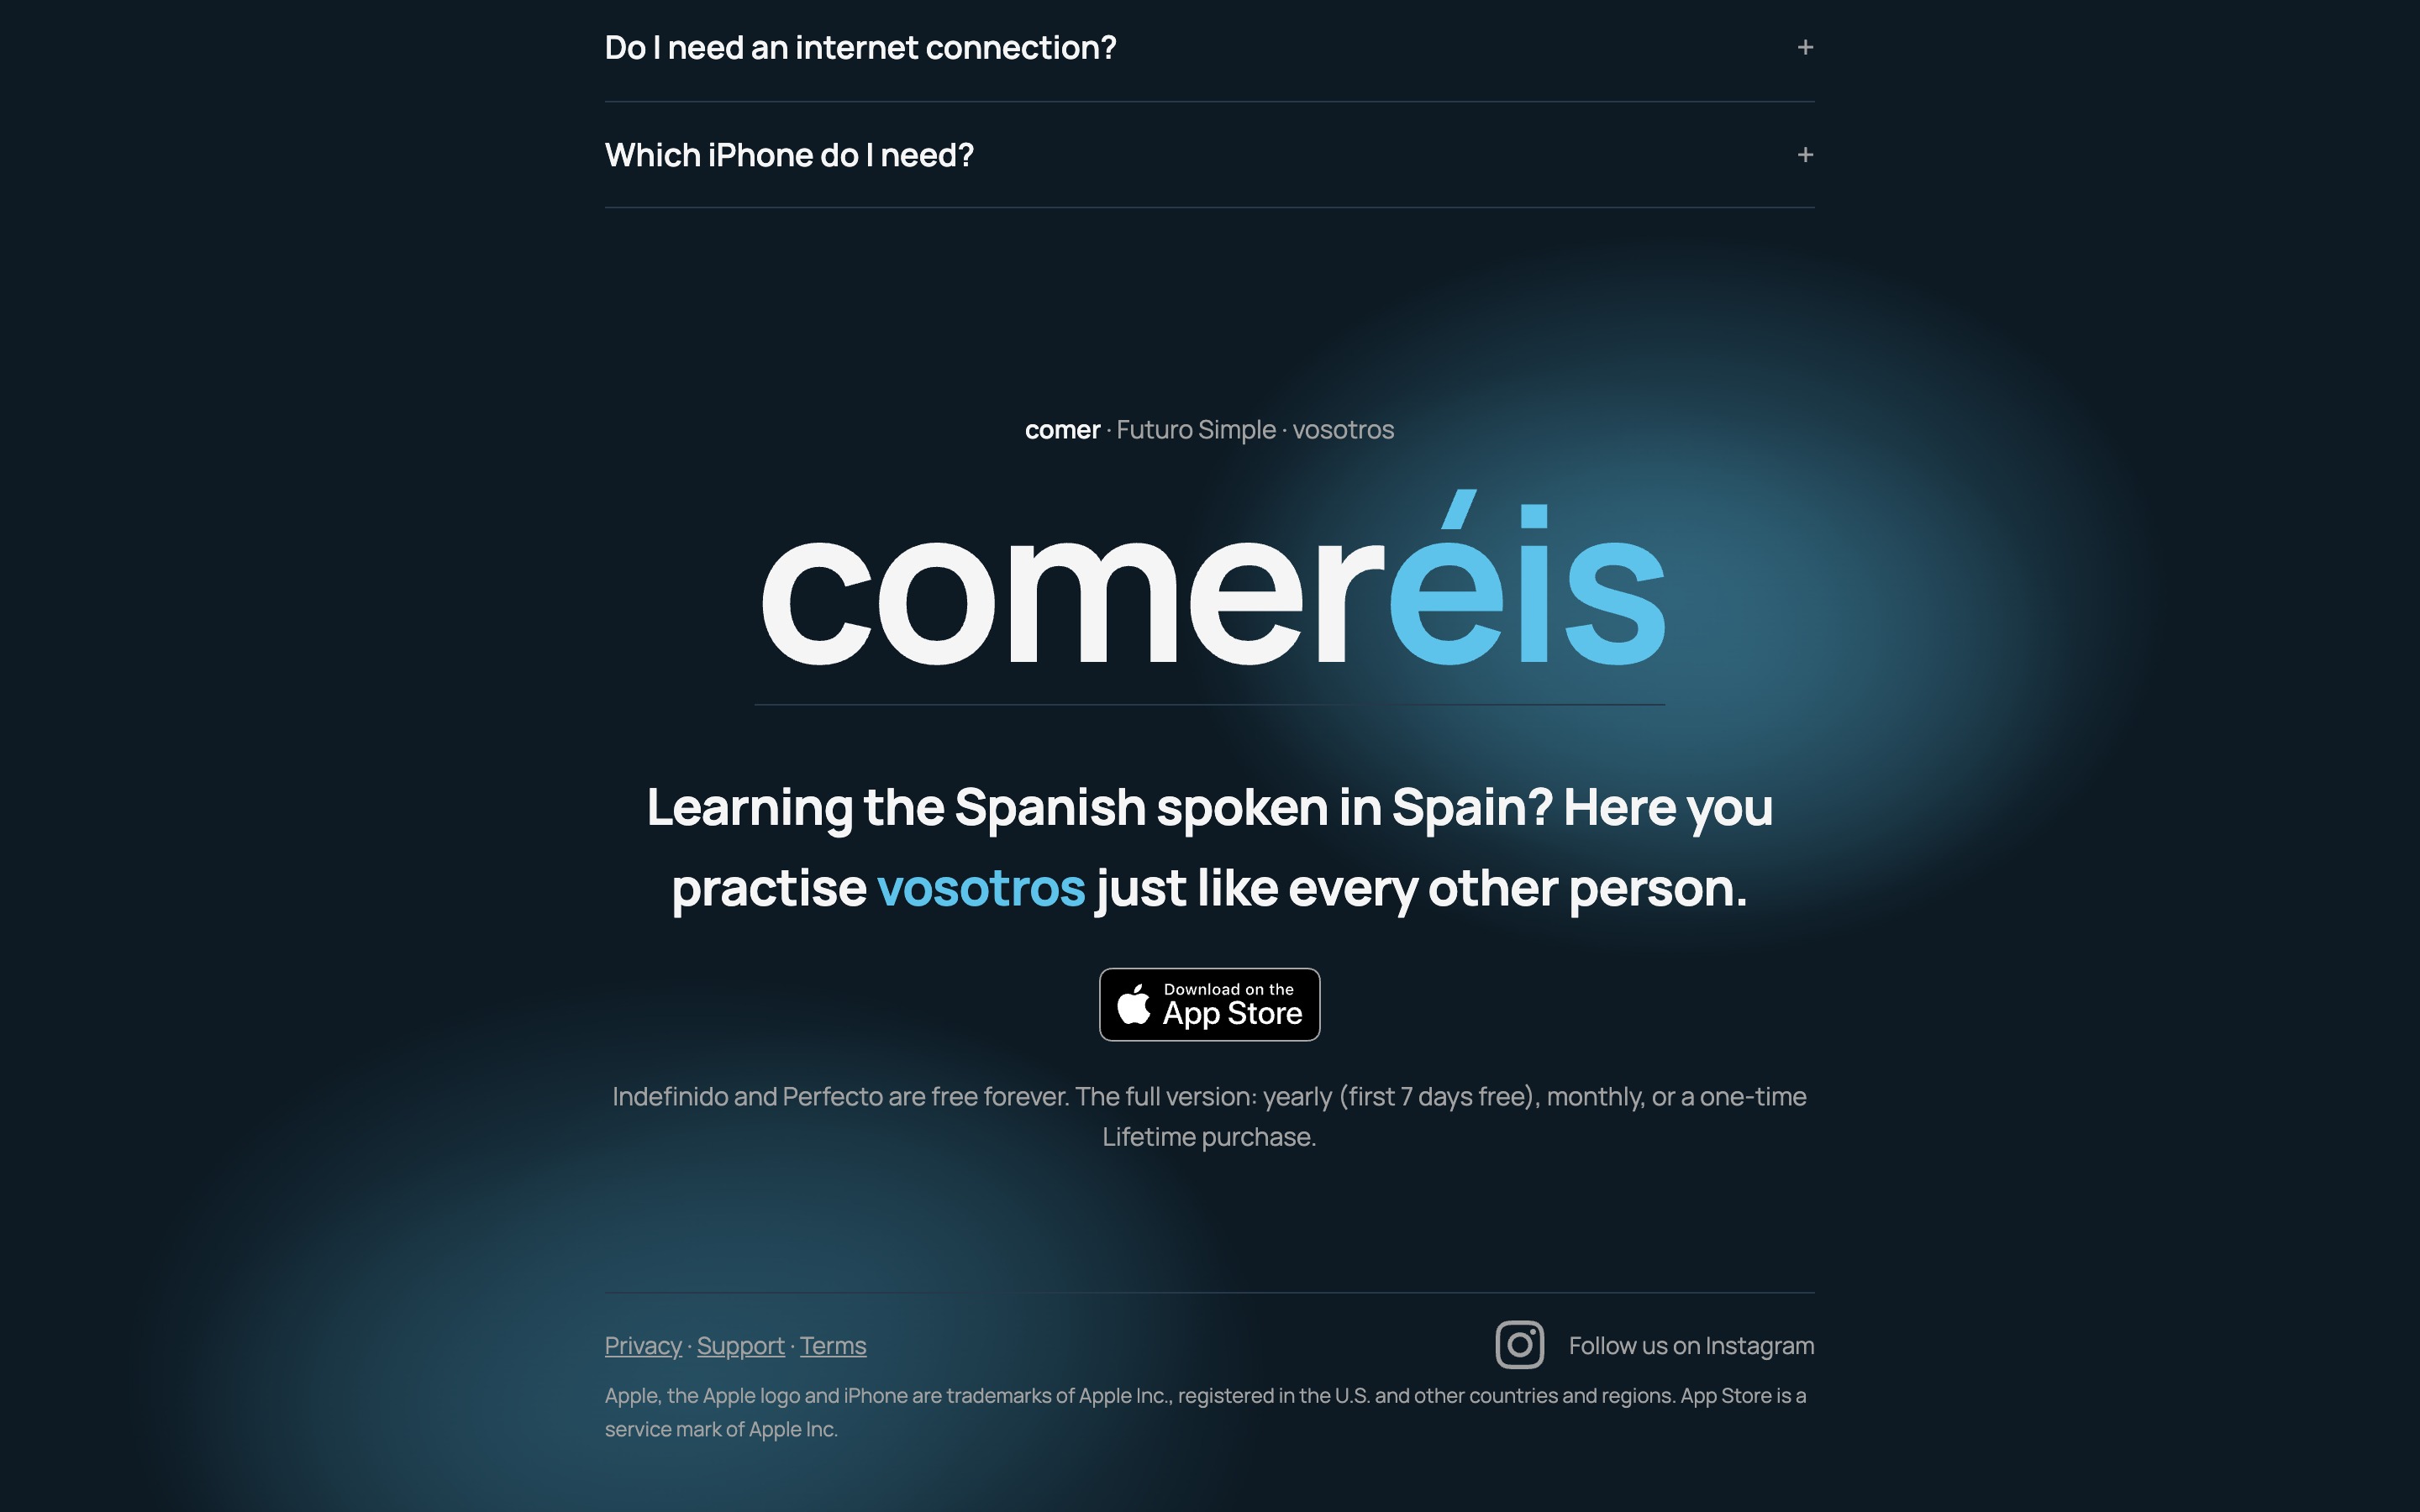 Do I need an internet connection? +
Which iPhone do I need? +
comer · Futuro Simple · vosotros
comeréis
Learning the Spanish spoken in Spain? Here you
practise vosotros just like every other person.
Download on the
App Store
Indefinido and Perfecto are free forever. The full version: yearly (first 7 days free), monthly, or a one-time
Lifetime purchase.
Privacy · Support · Terms
Follow us on Instagram
Apple, the Apple logo and iPhone are trademarks of Apple Inc., registered in the U.S. and other countries and regions. App Store is a
service mark of Apple Inc.